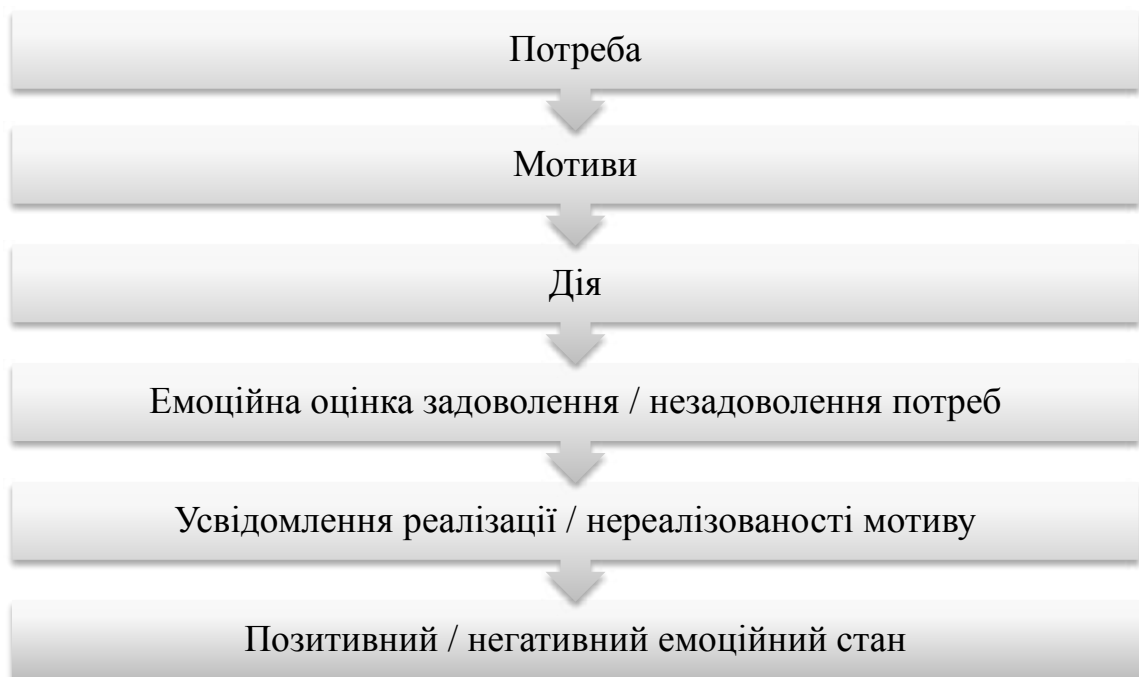 Потреба
Мотиви
Дія
Емоційна оцінка задоволення / незадоволення потреб
Усвідомлення реалізації / нереалізованості мотиву
Позитивний / негативний емоційний стан